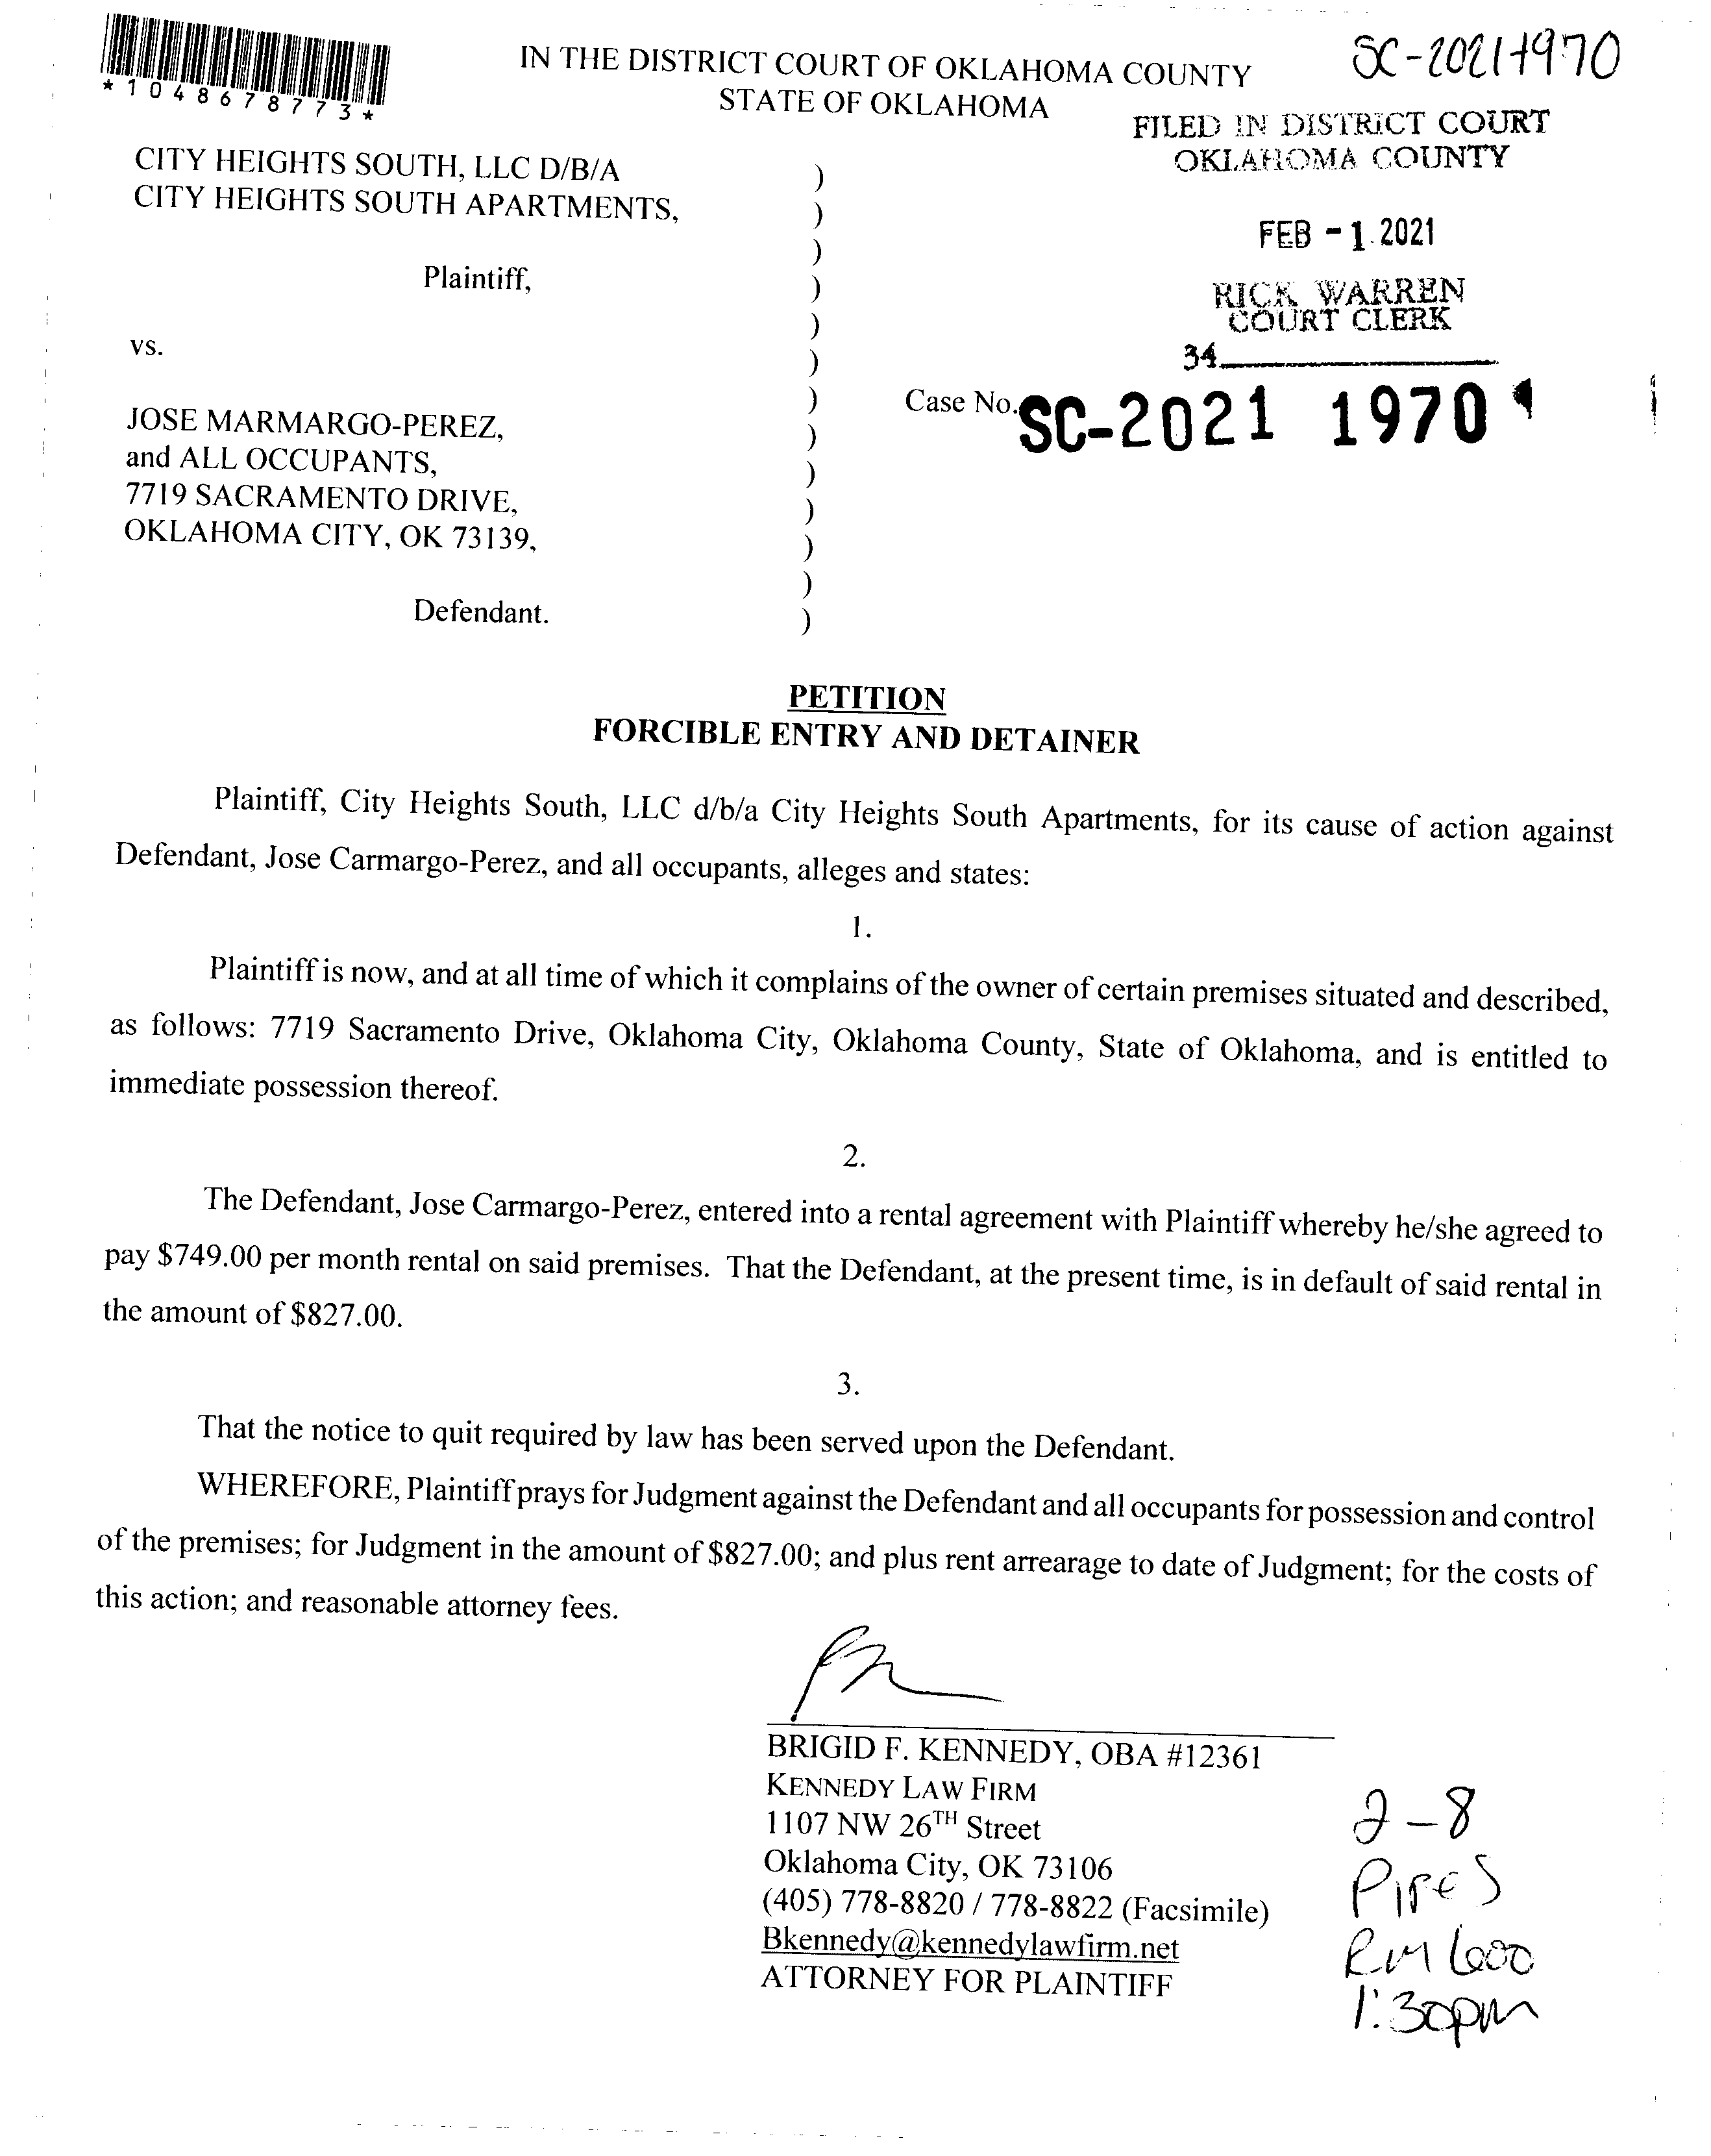 *1048678773*
IN THE DISTRICT COURT OF OKLAHOMA COUNTY
STATE OF OKLAHOMA
SC-2021-1970
FILED IN DISTRICT COURT
OKLAHOMA COUNTY
FEB -1 2021
RICK WARREN
COURT CLERK
34
CITY HEIGHTS SOUTH, LLC D/B/A )
CITY HEIGHTS SOUTH APARTMENTS, )
)
Plaintiff, )
)
vs. )
)
JOSE MARMARGO-PEREZ, )
and ALL OCCUPANTS, )
7719 SACRAMENTO DRIVE, )
OKLAHOMA CITY, OK 73139, )
)
Defendant. )
Case No. SC-2021 1970
PETITION
FORCIBLE ENTRY AND DETAINER
Plaintiff, City Heights South, LLC d/b/a City Heights South Apartments, for its cause of action against
Defendant, Jose Carmargo-Perez, and all occupants, alleges and states:
1.
Plaintiff is now, and at all time of which it complains of the owner of certain premises situated and described,
as follows: 7719 Sacramento Drive, Oklahoma City, Oklahoma County, State of Oklahoma, and is entitled to
immediate possession thereof.
2.
The Defendant, Jose Carmargo-Perez, entered into a rental agreement with Plaintiff whereby he/she agreed to
pay $749.00 per month rental on said premises. That the Defendant, at the present time, is in default of said rental in
the amount of $827.00.
3.
That the notice to quit required by law has been served upon the Defendant.
WHEREFORE, Plaintiff prays for Judgment against the Defendant and all occupants for possession and control
of the premises; for Judgment in the amount of $827.00; and plus rent arrearage to date of Judgment; for the costs of
this action; and reasonable attorney fees.
BRIGID F. KENNEDY, OBA #12361
KENNEDY LAW FIRM
1107 NW 26TH Street
Oklahoma City, OK 73106
(405) 778-8820 / 778-8822 (Facsimile)
Bkennedy@kennedylawfirm.net
ATTORNEY FOR PLAINTIFF
2-8
Pipes
Rm 600
1:30pm